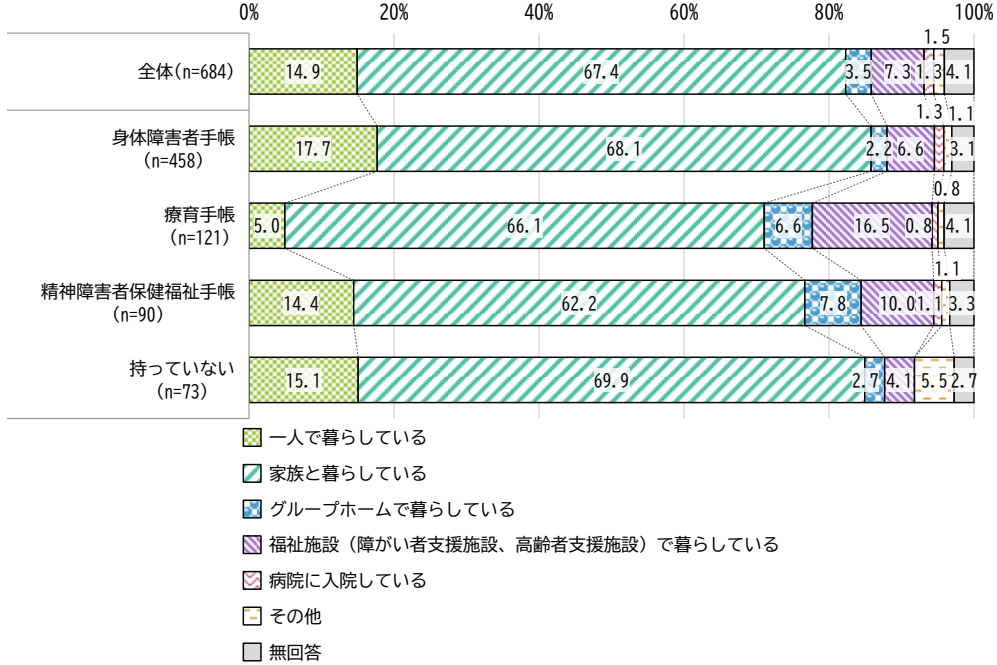 0% 20% 40% 60% 80% 100%
1.5
全体(n=684) 14.9 67.4 3.5 7.3 1.3 4.1
1.3 1.1
身体障害者手帳
(n=458)
17.7 68.1 2.2 6.6 3.1
0.8
療育手帳
(n=121)
5.0 66.1 6.6 16.5 0.8 4.1
1.1
精神障害者保健福祉手帳
(n=90)
14.4 62.2 7.8 10.0 1.1 3.3
持っていない
(n=73)
15.1 69.9 2.7 4.1 5.5 2.7
一人で暮らしている
家族と暮らしている
グループホームで暮らしている
福祉施設（障がい者支援施設、高齢者支援施設）で暮らしている
病院に入院している
その他
無回答